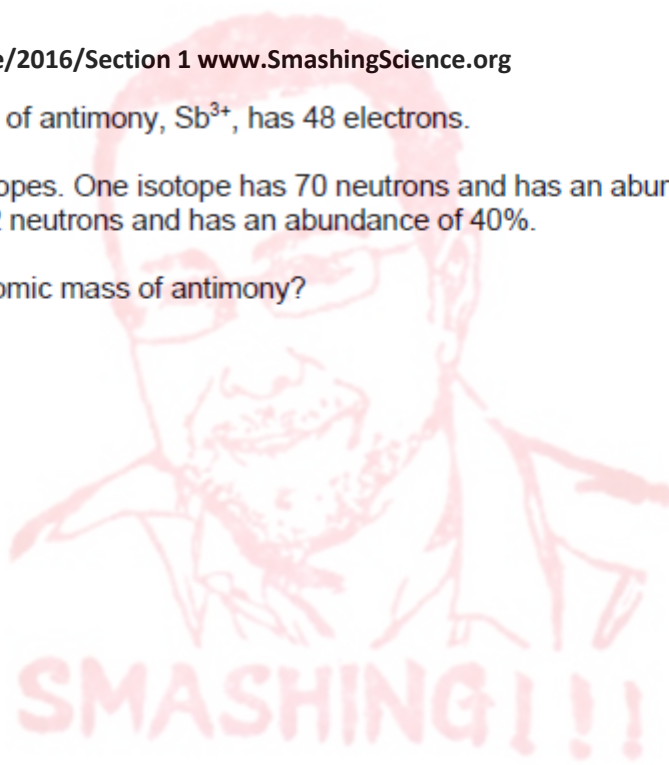 e/2016/Section 1 www.SmashingScience.org
of antimony, Sb³⁺, has 48 electrons.
opes. One isotope has 70 neutrons and has an abur
2 neutrons and has an abundance of 40%.
omic mass of antimony?
SMASHING!!!